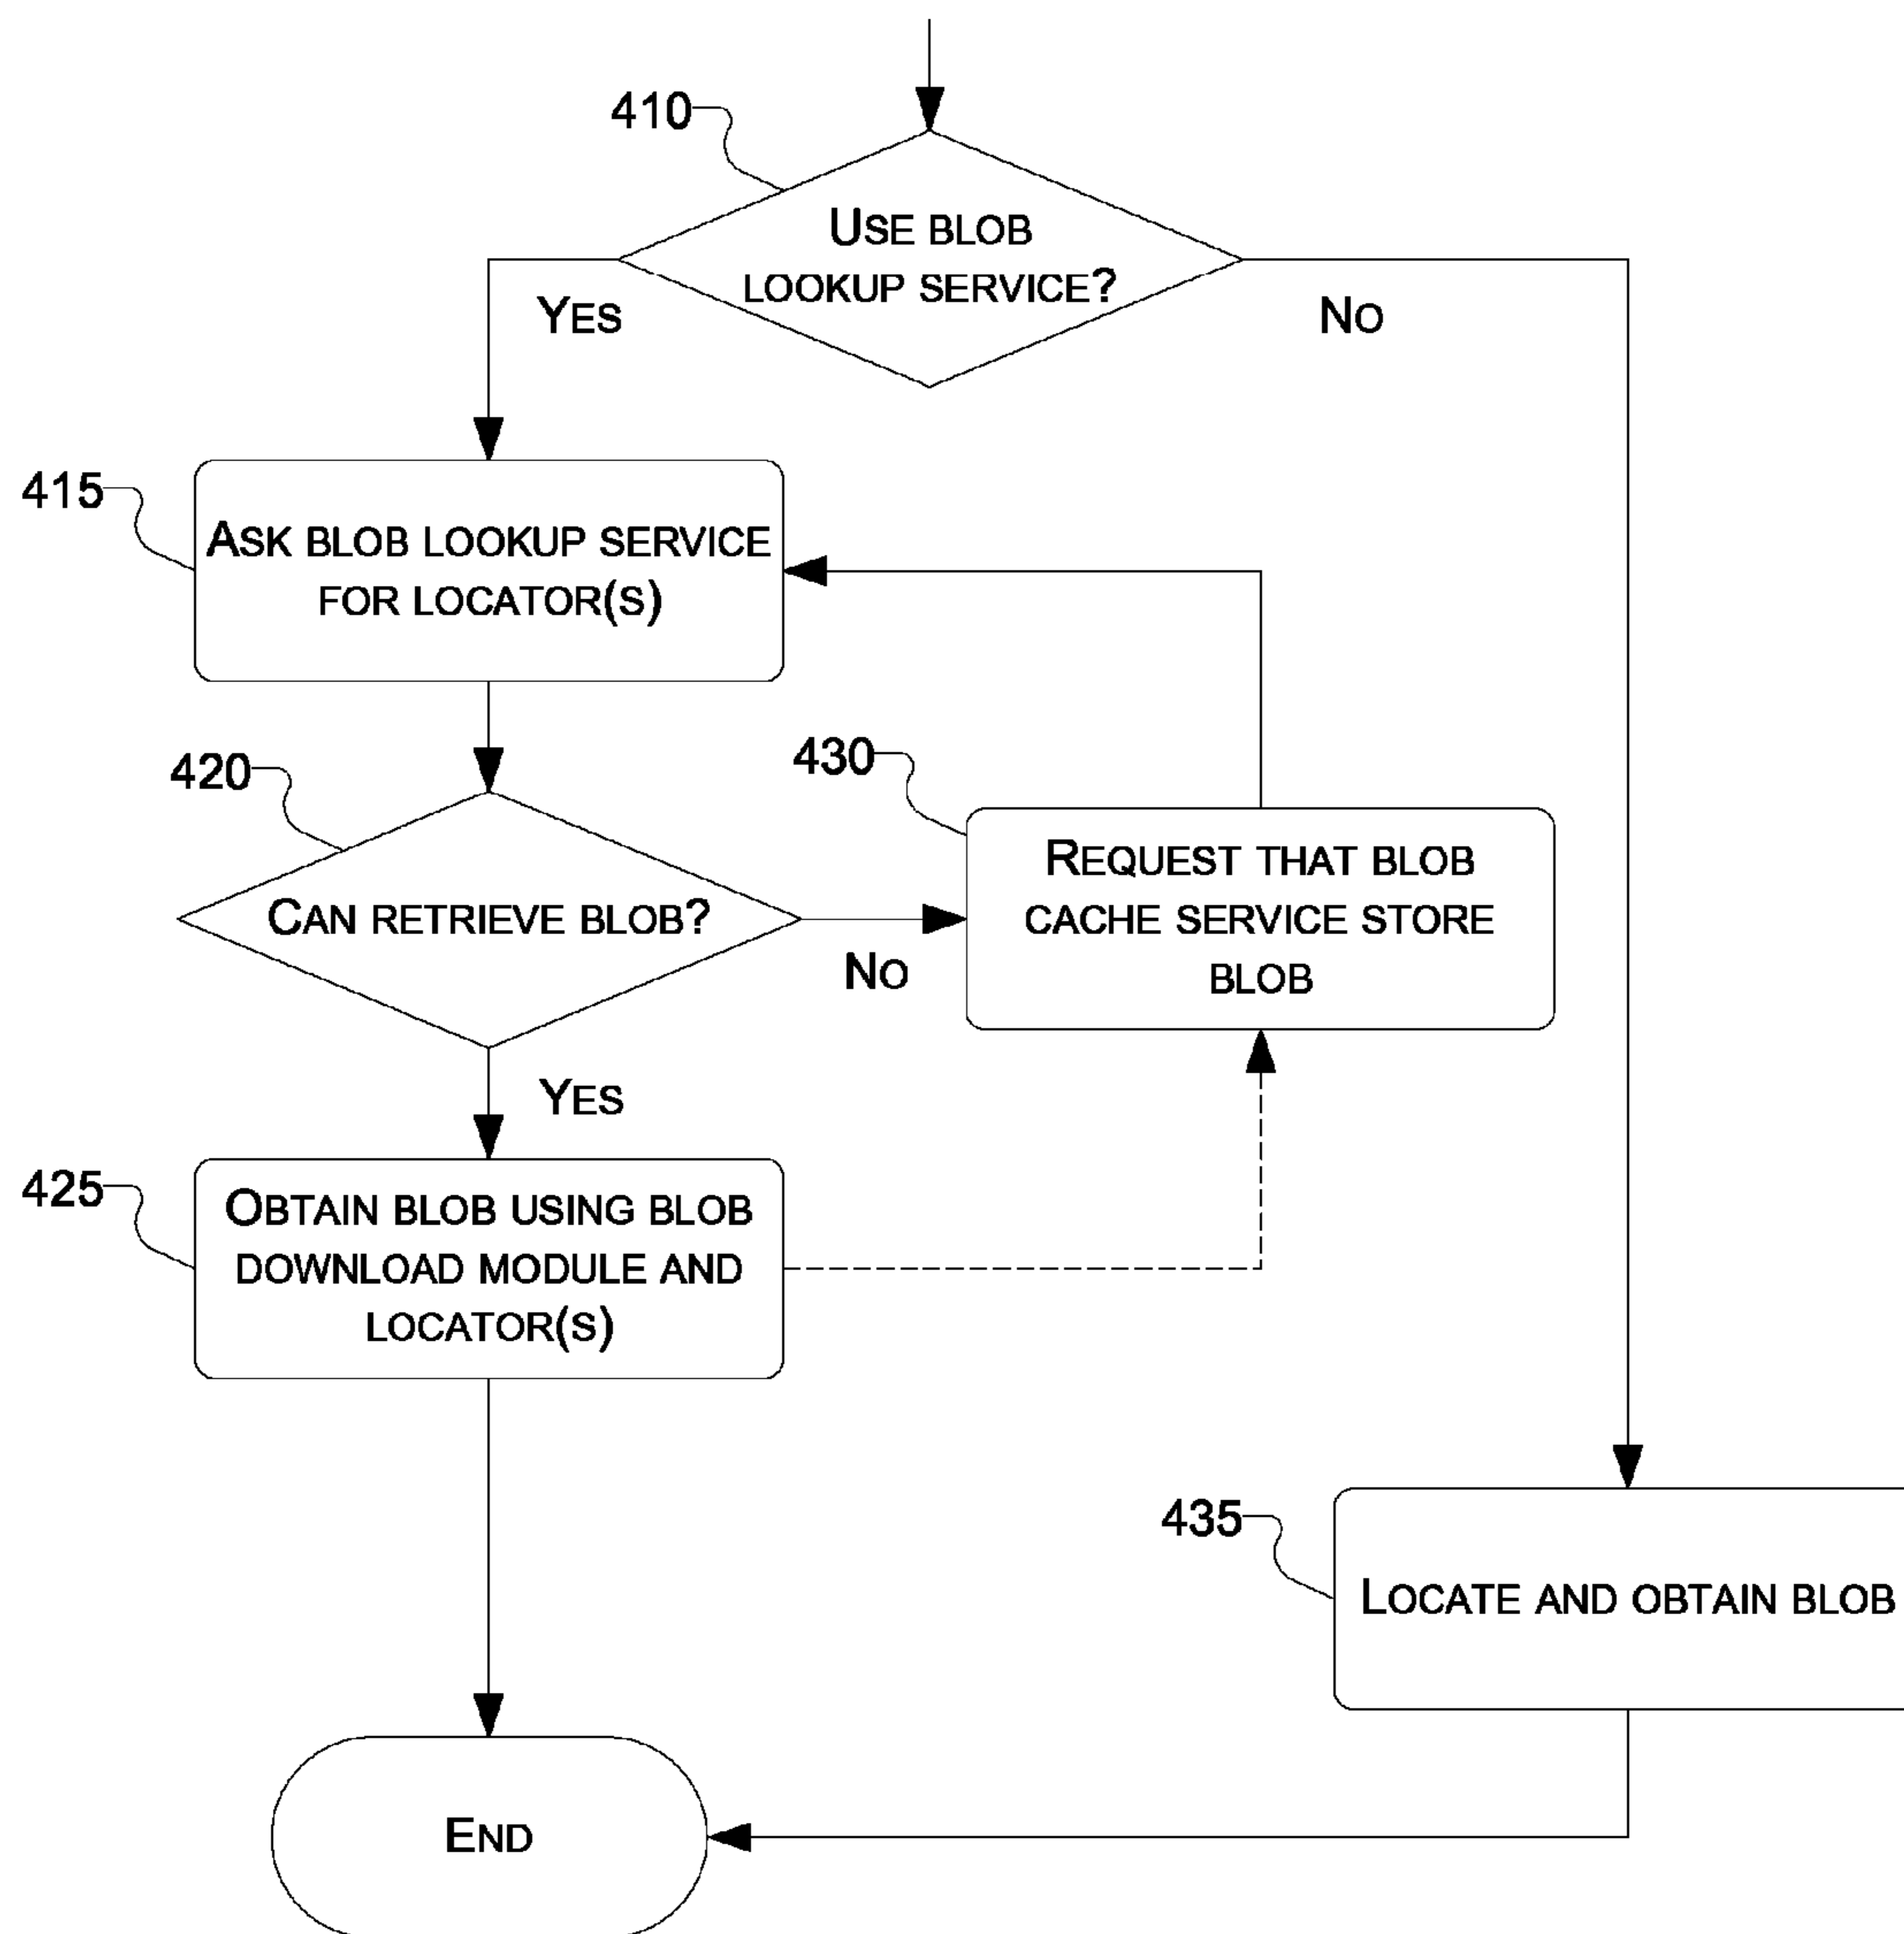 410
USE BLOB
LOOKUP SERVICE?
YES
NO
415
ASK BLOB LOOKUP SERVICE
FOR LOCATOR(S)
420
CAN RETRIEVE BLOB?
NO
YES
430
REQUEST THAT BLOB
CACHE SERVICE STORE
BLOB
425
OBTAIN BLOB USING BLOB
DOWNLOAD MODULE AND
LOCATOR(S)
435
LOCATE AND OBTAIN BLOB
END